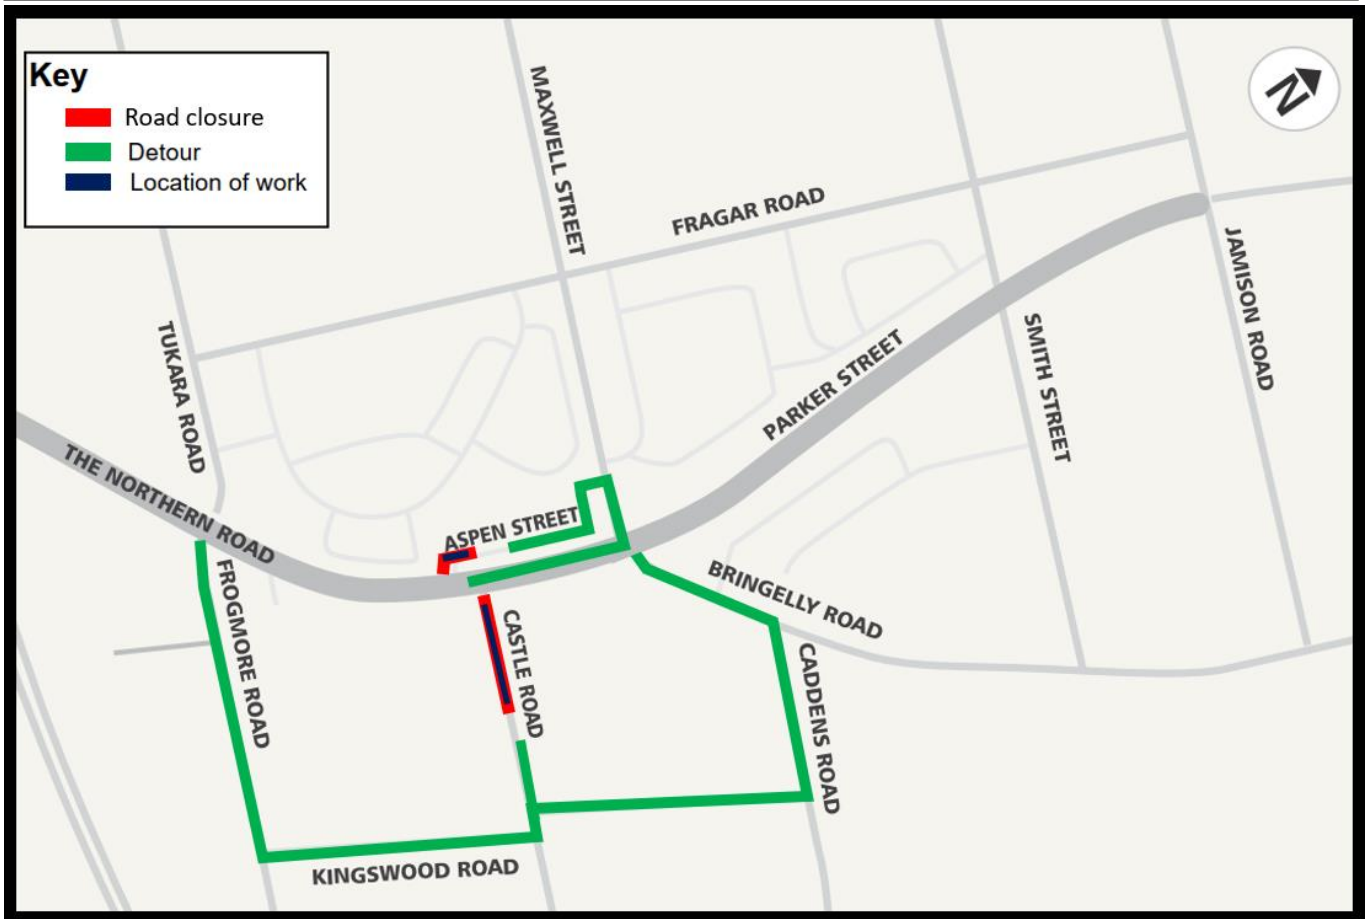 Key
Road closure
Detour
Location of work
N
MAXWELL STREET
FRAGAR ROAD
TUKARA ROAD
JAMISON ROAD
SMITH STREET
PARKER STREET
THE NORTHERN ROAD
ASPEN STREET
FROGMORE ROAD
BRINGELLY ROAD
CASTLE ROAD
CADDENS ROAD
KINGSWOOD ROAD